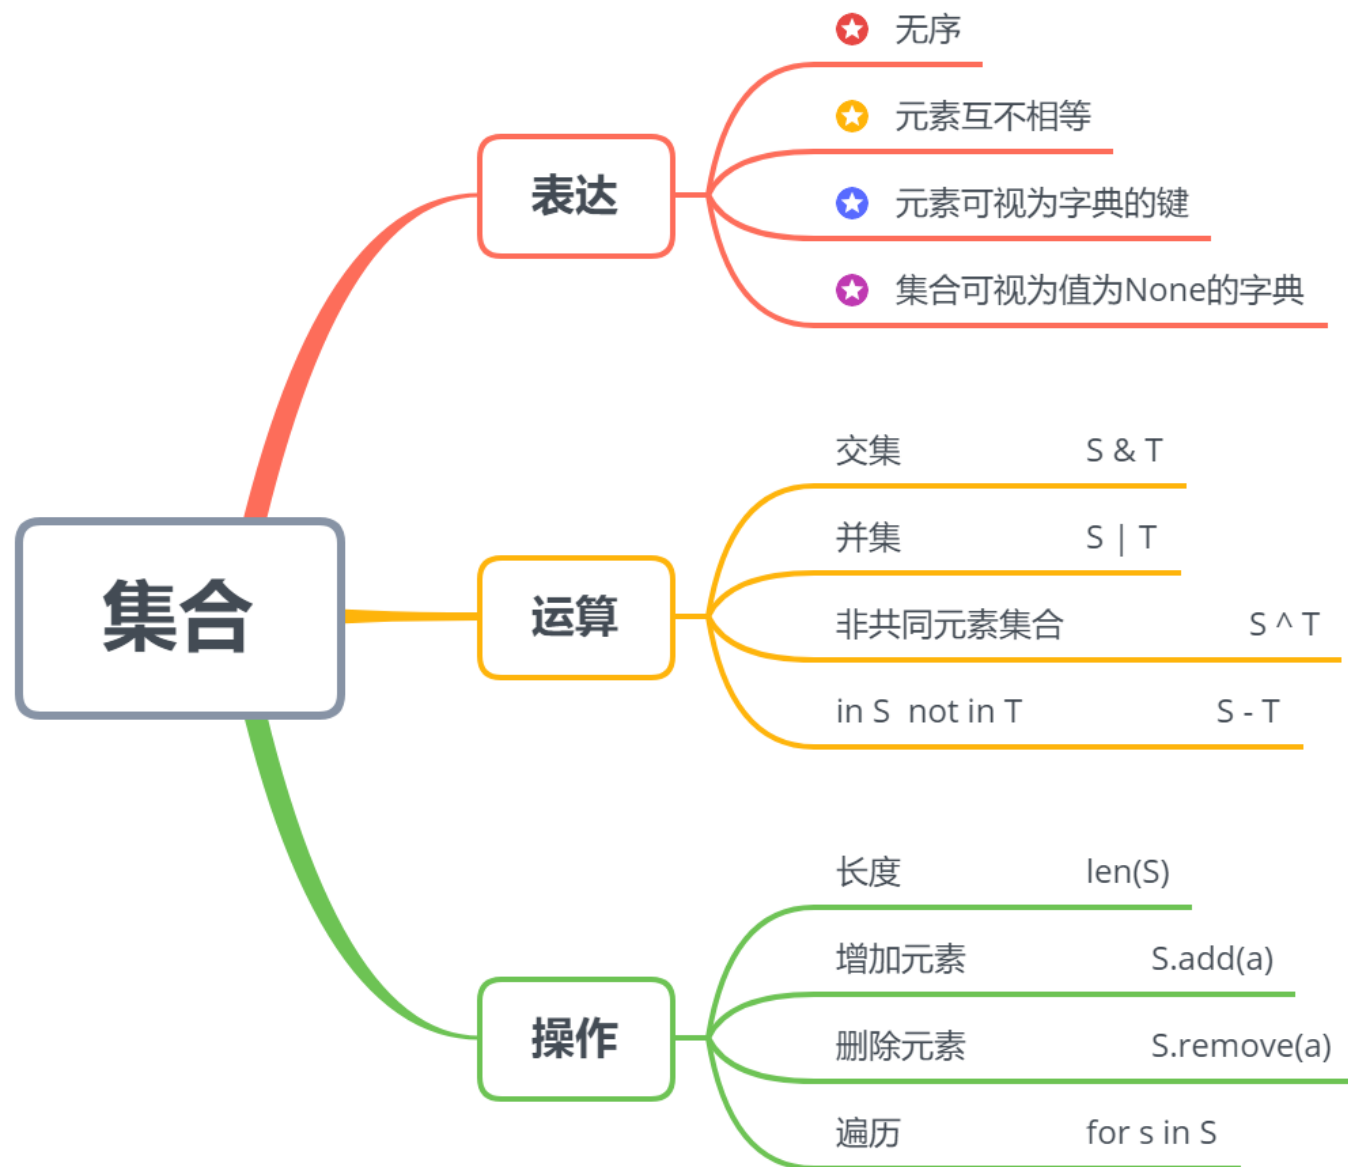 集合
表达
无序
元素互不相等
元素可视为字典的键
集合可视为值为None的字典
运算
交集 S & T
并集 S | T
非共同元素集合 S ^ T
in S not in T S - T
操作
长度 len(S)
增加元素 S.add(a)
删除元素 S.remove(a)
遍历 for s in S